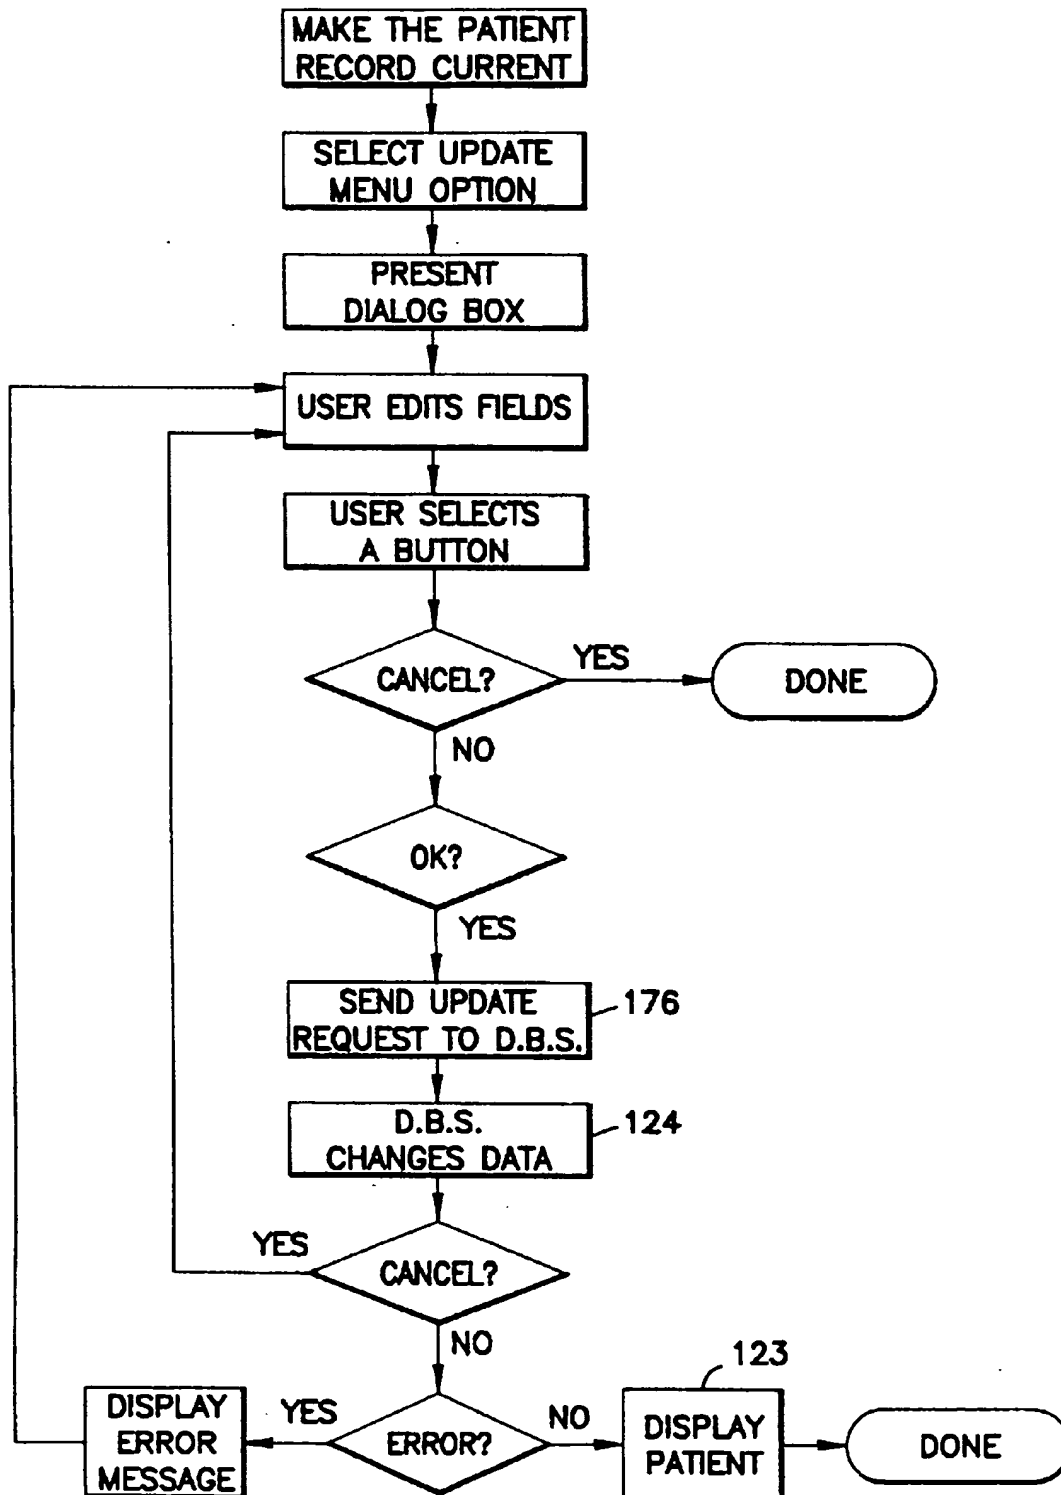 MAKE THE PATIENT
RECORD CURRENT
SELECT UPDATE
MENU OPTION
PRESENT
DIALOG BOX
USER EDITS FIELDS
USER SELECTS
A BUTTON
CANCEL?
YES
DONE
NO
OK?
YES
SEND UPDATE
REQUEST TO D.B.S.
176
D.B.S.
CHANGES DATA
124
YES
CANCEL?
NO
123
DISPLAY
ERROR
MESSAGE
YES
ERROR?
NO
DISPLAY
PATIENT
DONE